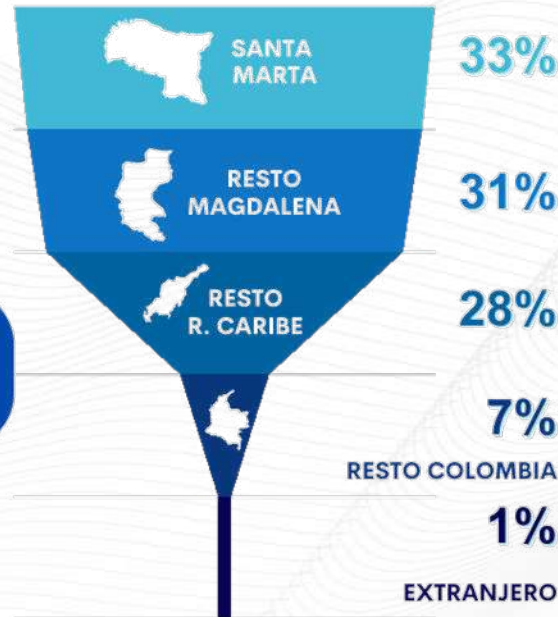 SANTA
MARTA
33%
RESTO
MAGDALENA
31%
RESTO
R. CARIBE
28%
7%
RESTO COLOMBIA
1%
EXTRANJERO